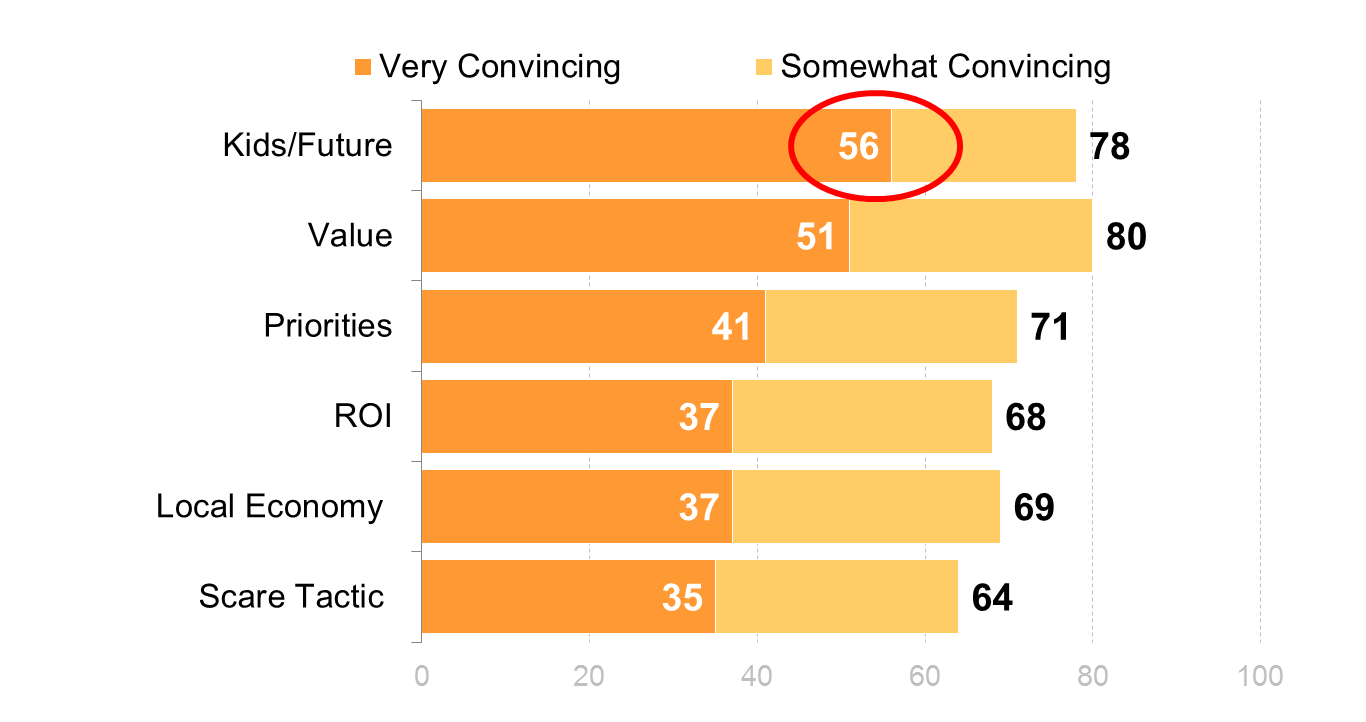 Very Convincing Somewhat Convincing
Kids/Future 56 78
Value 51 80
Priorities 41 71
ROI 37 68
Local Economy 37 69
Scare Tactic 35 64
0 20 40 60 80 100